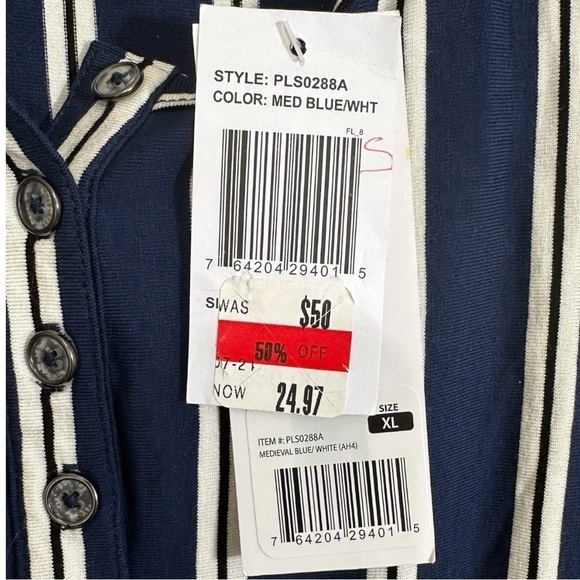 STYLE: PLS0288A
COLOR: MED BLUE/WHT
FL_8
S
7 64204 29401 5
WAS $50
50% OFF
07-21
NOW 24.97
SIZE
XL
ITEM #: PLS0288A
MEDIEVAL BLUE/ WHITE (AH4)
7 64204 29401 5